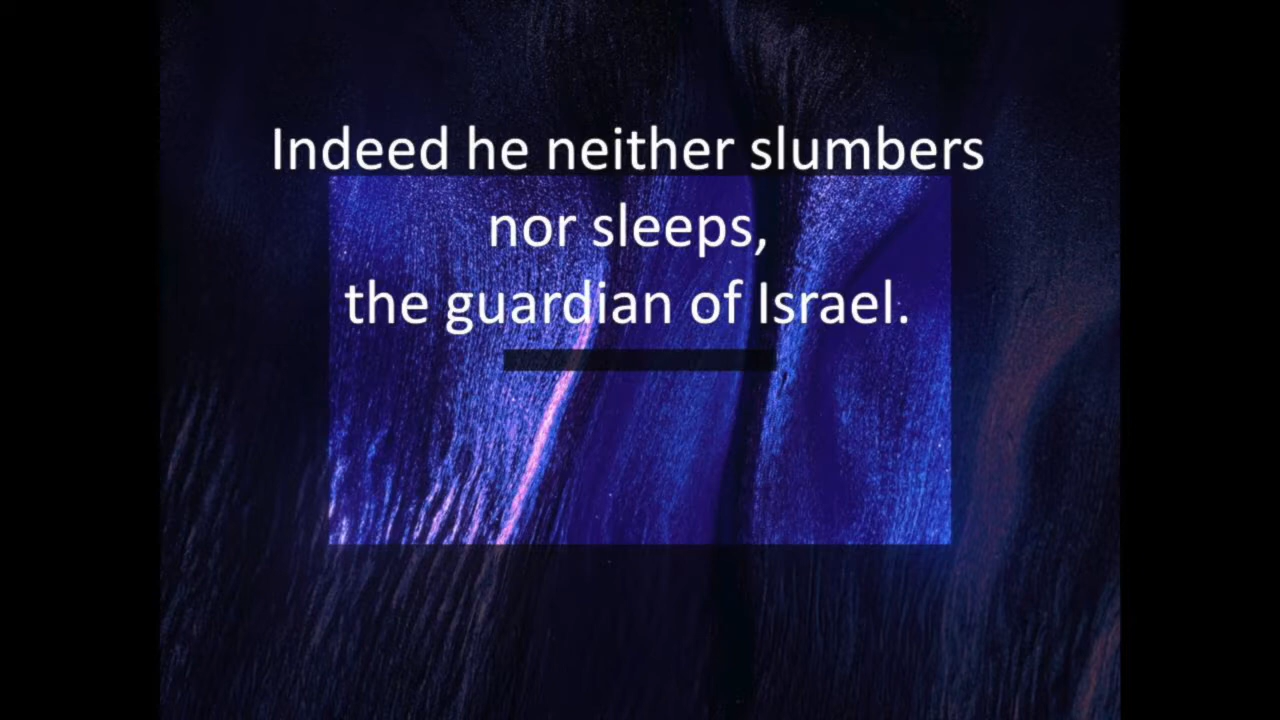 Indeed he neither slumbers
nor sleeps,
the guardian of Israel.